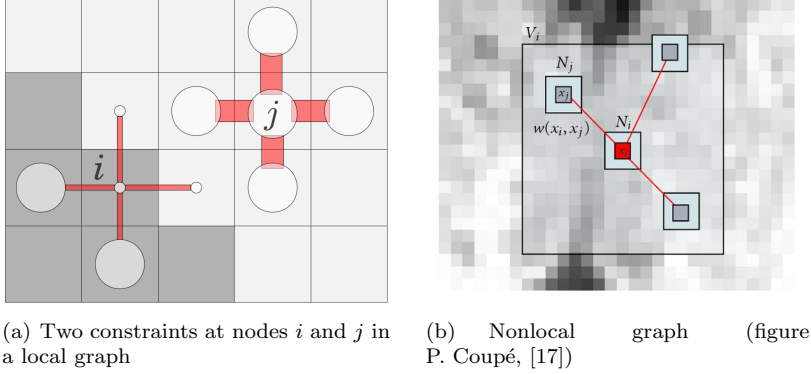 i
j
V_i
N_j
x_j
w(x_i, x_j)
N_i
x_i
(a) Two constraints at nodes i and j in
a local graph
(b) Nonlocal graph (figure
P. Coupé, [17])